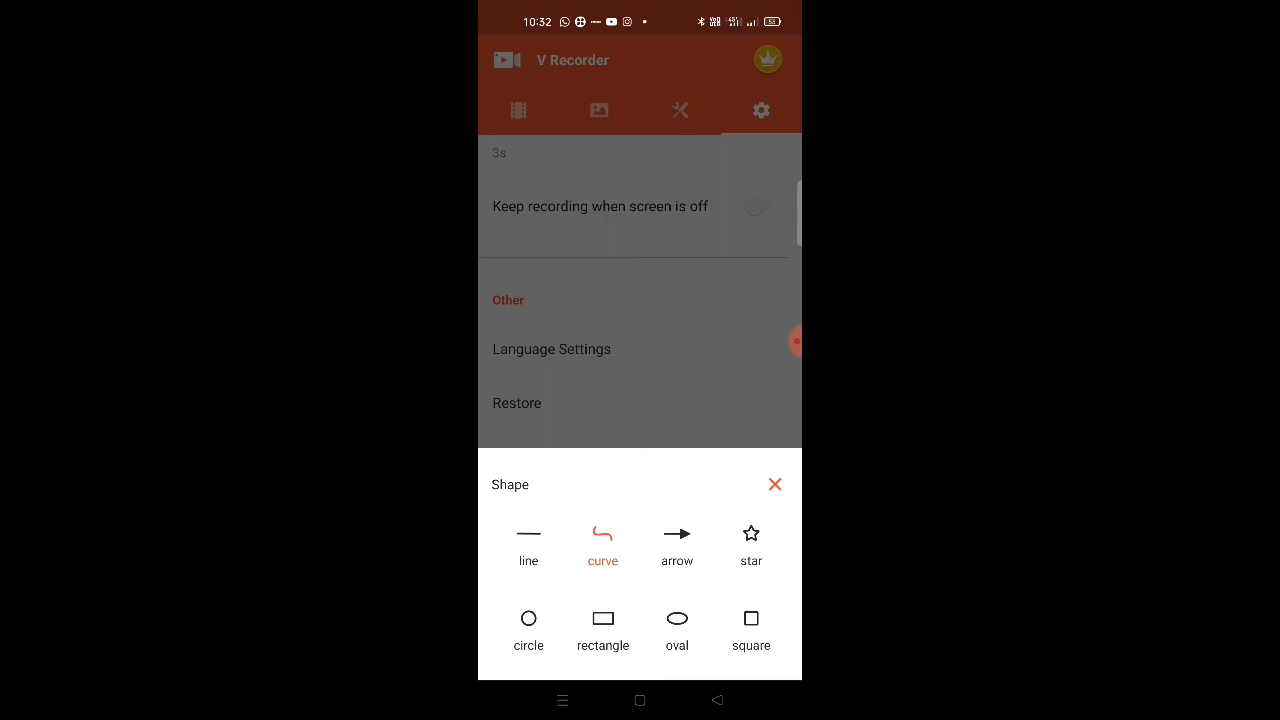 10:32
V Recorder
3s
Keep recording when screen is off
Other
Language Settings
Restore
Shape
line curve arrow star
circle rectangle oval square